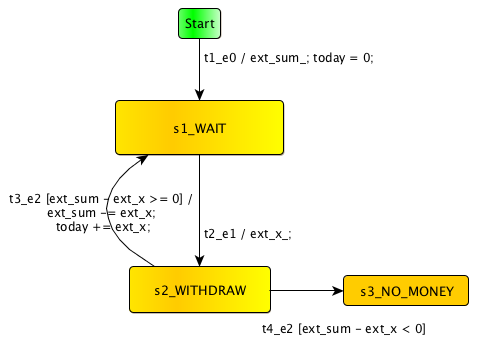 Start
t1_e0 / ext_sum_; today = 0;
s1_WAIT
t3_e2 [ext_sum - ext_x >= 0] /
ext_sum -= ext_x;
today += ext_x;
t2_e1 / ext_x_;
s2_WITHDRAW
s3_NO_MONEY
t4_e2 [ext_sum - ext_x < 0]